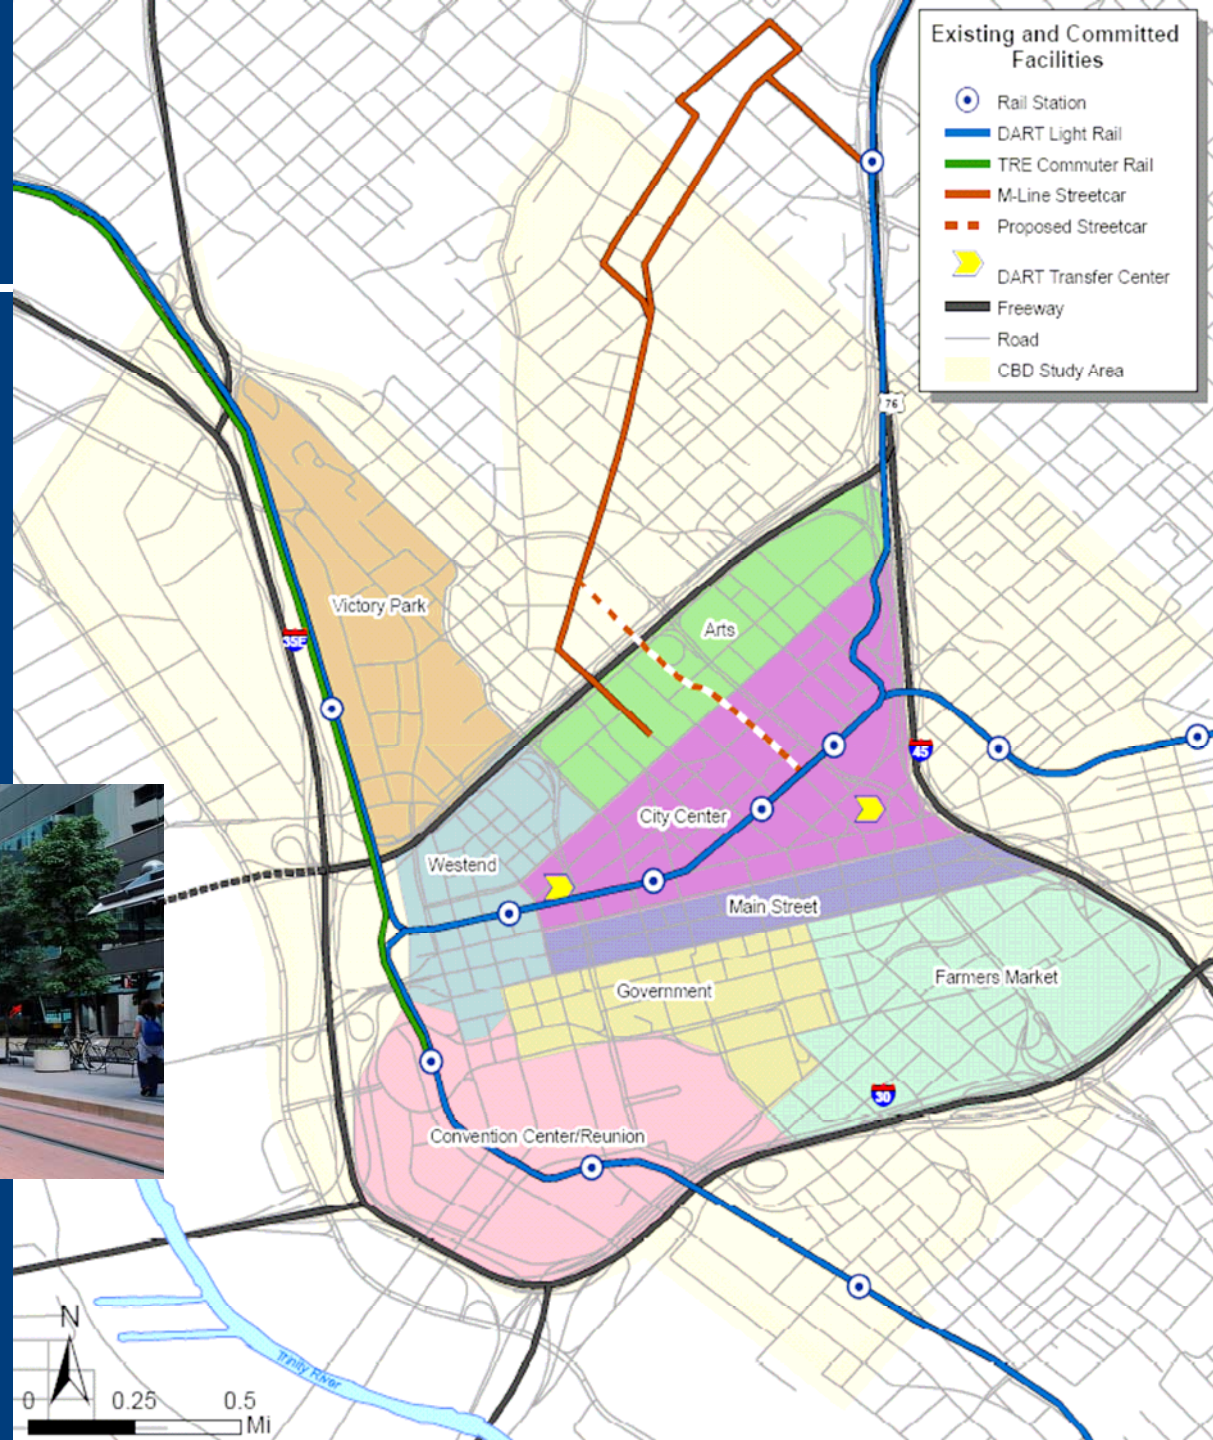 Existing and Committed
Facilities
Rail Station
DART Light Rail
TRE Commuter Rail
M-Line Streetcar
Proposed Streetcar
DART Transfer Center
Freeway
Road
CBD Study Area
76
Victory Park
35E
Arts
45
City Center
Westend
Main Street
Farmers Market
Government
30
Convention Center/Reunion
N
Trinity River
0 0.25 0.5
Mi